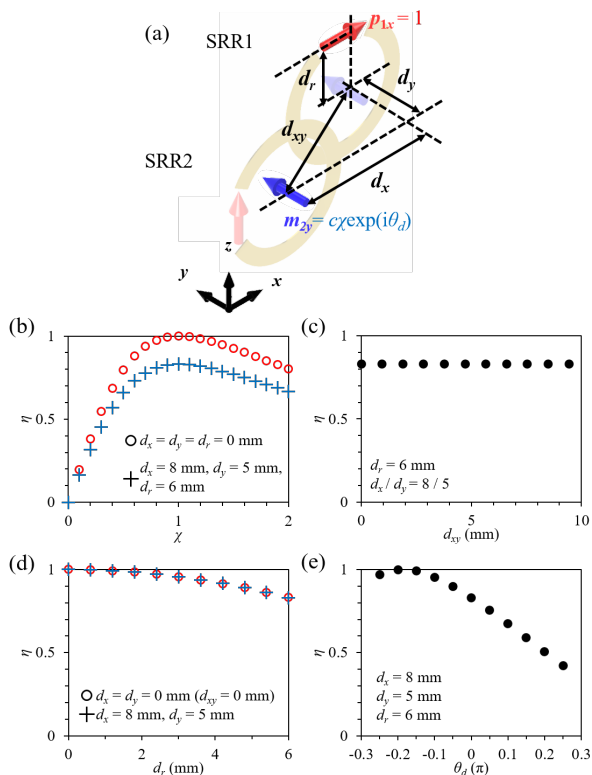 (a)
SRR1
p1x = 1
dr
dy
dxy
SRR2
dx
m2y = cχexp(iθd)
z
y
x
(b)
1
η
0.5
0
0
1
2
χ
dx = dy = dr = 0 mm
dx = 8 mm, dy = 5 mm,
dr = 6 mm
(c)
1
η
0.5
0
0
5
10
dxy (mm)
dr = 6 mm
dx / dy = 8 / 5
(d)
1
η
0.5
0
0
2
4
6
dr (mm)
dx = dy = 0 mm (dxy = 0 mm)
dx = 8 mm, dy = 5 mm
(e)
1
η
0.5
0
-0.3
-0.2
-0.1
0
0.1
0.2
0.3
θd (π)
dx = 8 mm
dy = 5 mm
dr = 6 mm